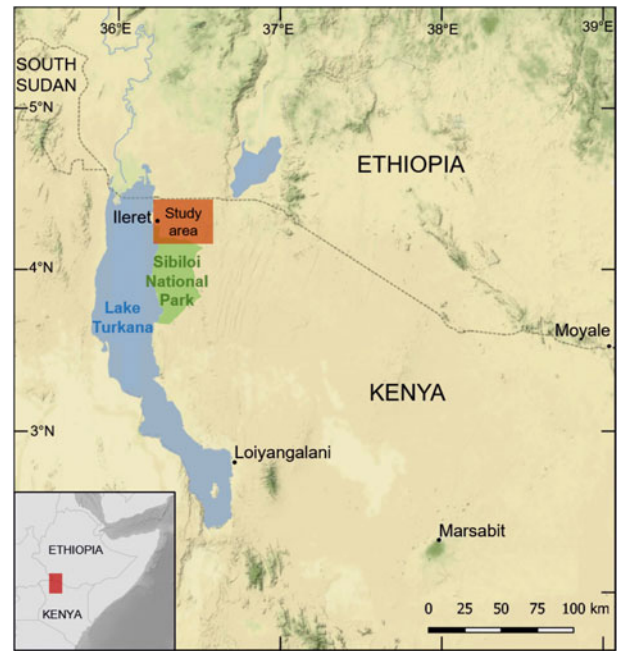 36°E
37°E
38°E
39°E
SOUTH
SUDAN
5°N
ETHIOPIA
Ileret
Study
area
4°N
Sibiloi
National
Park
Lake
Turkana
Moyale
KENYA
3°N
Loiyangalani
Marsabit
ETHIOPIA
KENYA
0 25 50 75 100 km